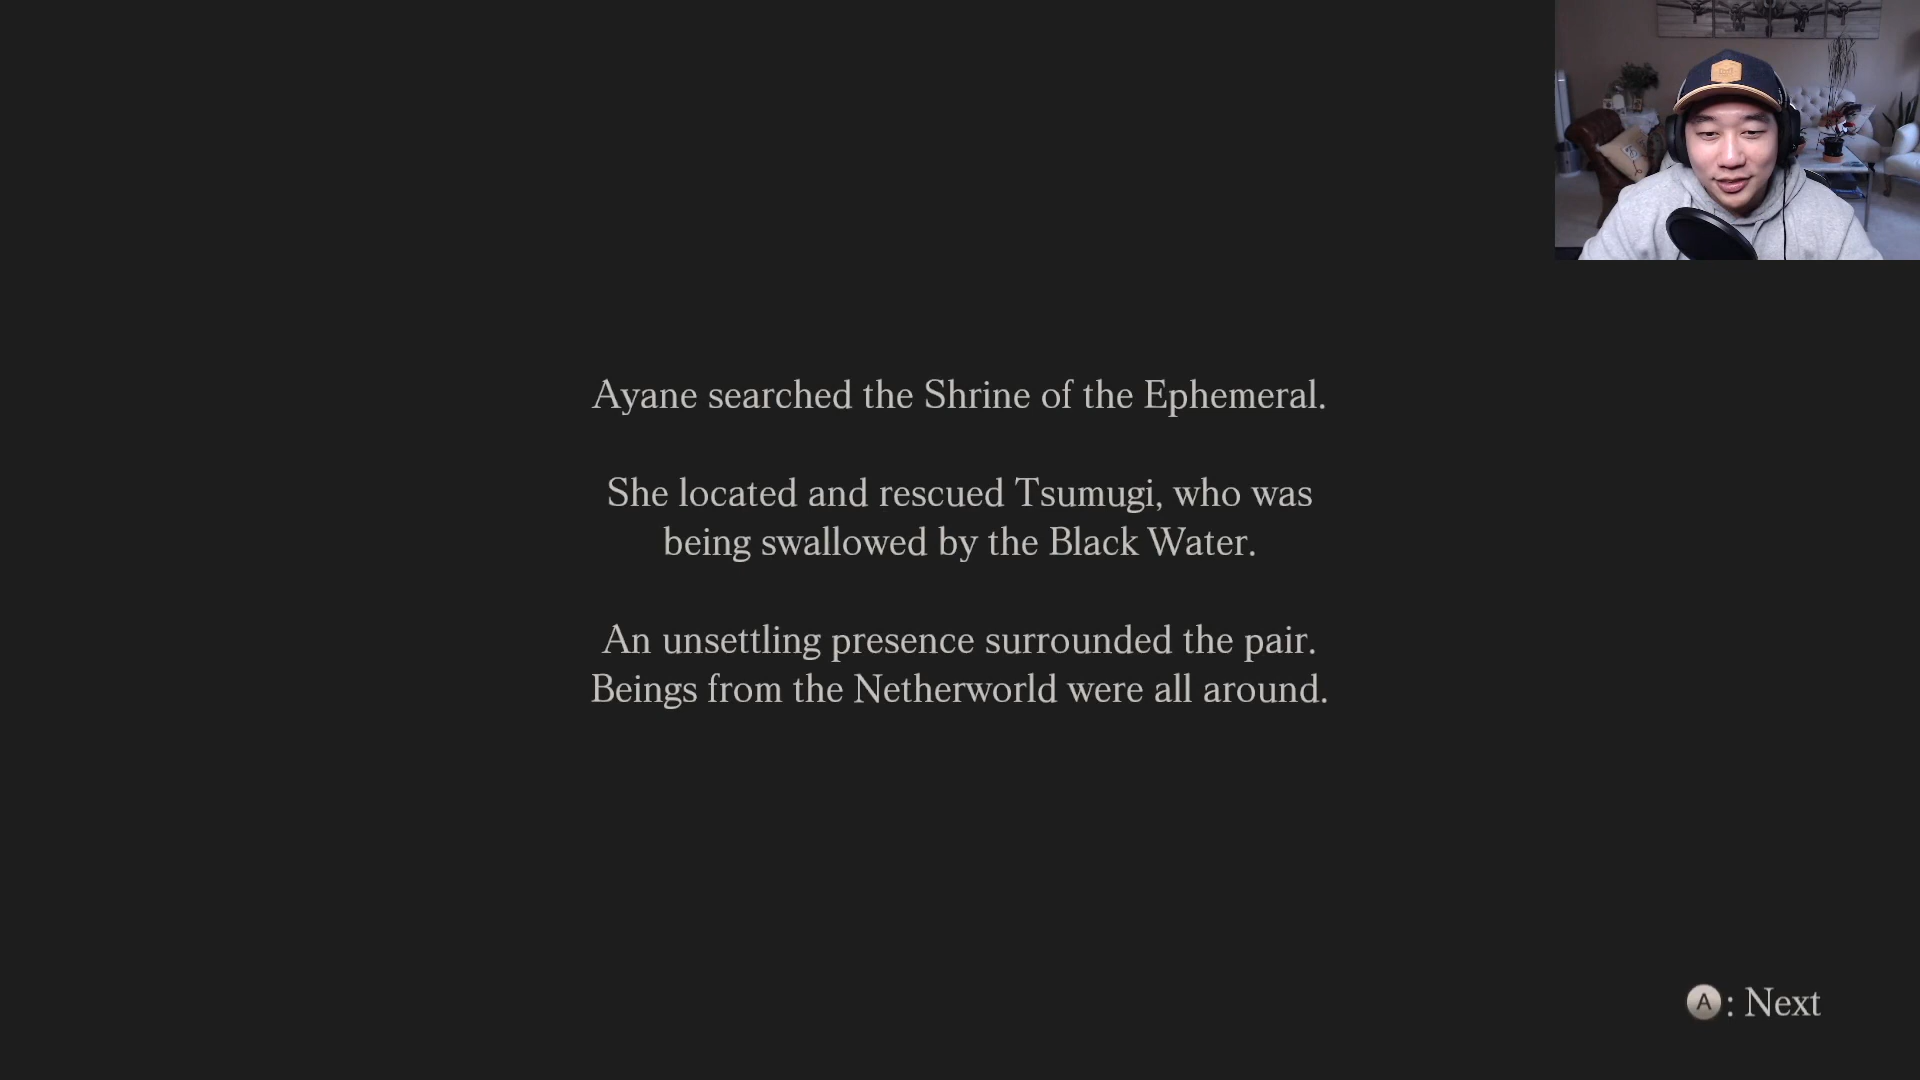 Ayane searched the Shrine of the Ephemeral.
She located and rescued Tsumugi, who was
being swallowed by the Black Water.
An unsettling presence surrounded the pair.
Beings from the Netherworld were all around.
A: Next